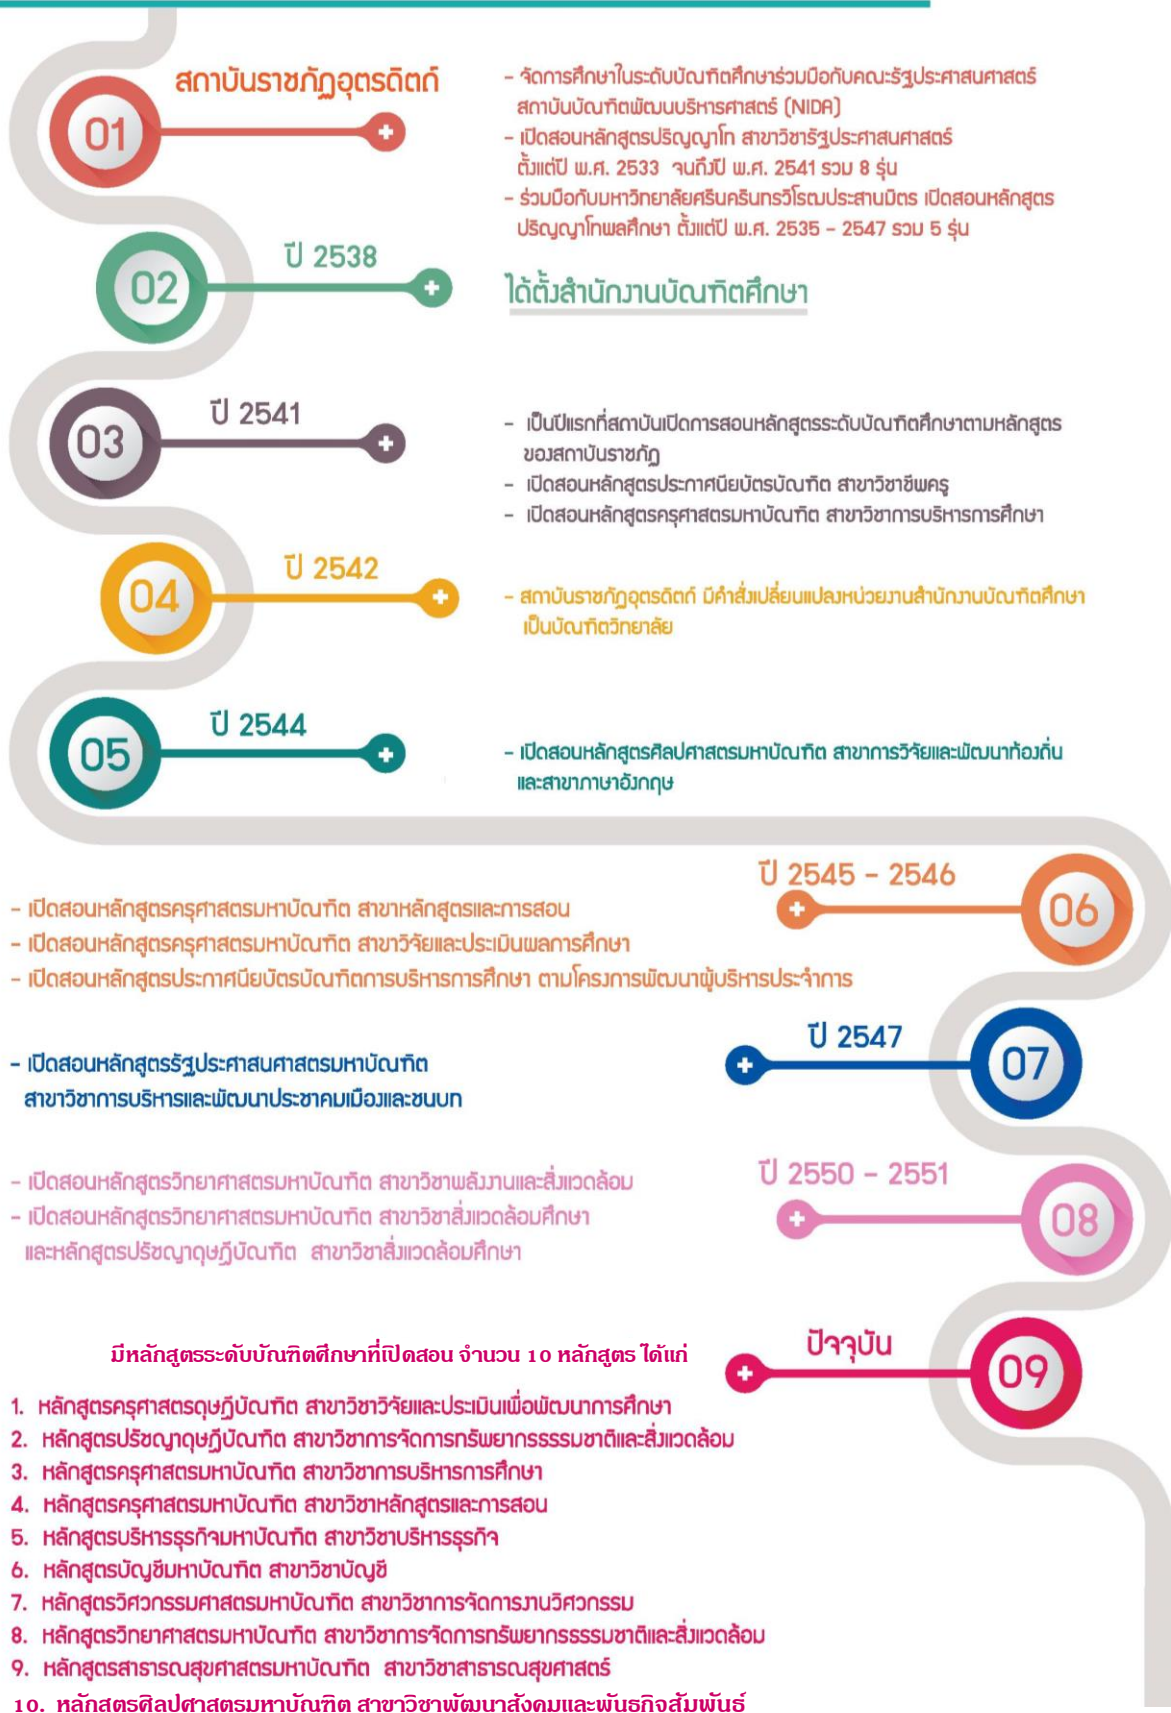 สถาบันราชภัฏอุตรดิตถ์
01
- จัดการศึกษาในระดับบัณฑิตศึกษาร่วมมือกับคณะรัฐประศาสนศาสตร์
สถาบันบัณฑิตพัฒนบริหารศาสตร์ (NIDA)
- เปิดสอนหลักสูตรปริญญาโท สาขาวิชารัฐประศาสนศาสตร์
ตั้งแต่ปี พ.ศ. 2533 จนถึงปี พ.ศ. 2541 รวม 8 รุ่น
- ร่วมมือกับมหาวิทยาลัยศรีนครินทรวิโรฒประสานมิตร เปิดสอนหลักสูตร
ปริญญาโทพลศึกษา ตั้งแต่ปี พ.ศ. 2535 - 2547 รวม 5 รุ่น
ปี 2538
02
ได้ตั้งสำนักงานบัณฑิตศึกษา
ปี 2541
03
- เป็นปีแรกที่สถาบันเปิดการสอนหลักสูตรระดับบัณฑิตศึกษาตามหลักสูตร
ของสถาบันราชภัฏ
- เปิดสอนหลักสูตรประกาศนียบัตรบัณฑิต สาขาวิชาชีพครู
- เปิดสอนหลักสูตรครุศาสตรมหาบัณฑิต สาขาวิชาการบริหารการศึกษา
ปี 2542
04
- สถาบันราชภัฏอุตรดิตถ์ มีคำสั่งเปลี่ยนแปลงหน่วยงานสำนักงานบัณฑิตศึกษา
เป็นบัณฑิตวิทยาลัย
ปี 2544
05
- เปิดสอนหลักสูตรศิลปศาสตรมหาบัณฑิต สาขาการวิจัยและพัฒนาท้องถิ่น
และสาขาภาษาอังกฤษ
ปี 2545 - 2546
06
- เปิดสอนหลักสูตรครุศาสตรมหาบัณฑิต สาขาหลักสูตรและการสอน
- เปิดสอนหลักสูตรครุศาสตรมหาบัณฑิต สาขาวิจัยและประเมินผลการศึกษา
- เปิดสอนหลักสูตรประกาศนียบัตรบัณฑิตการบริหารการศึกษา ตามโครงการพัฒนาผู้บริหารประจำการ
ปี 2547
07
- เปิดสอนหลักสูตรรัฐประศาสนศาสตรมหาบัณฑิต
สาขาวิชาการบริหารและพัฒนาประชาคมเมืองและชนบท
ปี 2550 - 2551
08
- เปิดสอนหลักสูตรวิทยาศาสตรมหาบัณฑิต สาขาวิชาพลังงานและสิ่งแวดล้อม
- เปิดสอนหลักสูตรวิทยาศาสตรมหาบัณฑิต สาขาวิชาสิ่งแวดล้อมศึกษา
และหลักสูตรปรัชญาดุษฎีบัณฑิต สาขาวิชาสิ่งแวดล้อมศึกษา
ปัจจุบัน
09
มีหลักสูตรระดับบัณฑิตศึกษาที่เปิดสอน จำนวน 10 หลักสูตร ได้แก่
1. หลักสูตรครุศาสตรดุษฎีบัณฑิต สาขาวิชาวิจัยและประเมินเพื่อพัฒนาการศึกษา
2. หลักสูตรปรัชญาดุษฎีบัณฑิต สาขาวิชาการจัดการทรัพยากรธรรมชาติและสิ่งแวดล้อม
3. หลักสูตรครุศาสตรมหาบัณฑิต สาขาวิชาการบริหารการศึกษา
4. หลักสูตรครุศาสตรมหาบัณฑิต สาขาวิชาหลักสูตรและการสอน
5. หลักสูตรบริหารธุรกิจมหาบัณฑิต สาขาวิชาบริหารธุรกิจ
6. หลักสูตรบัญชีมหาบัณฑิต สาขาวิชาบัญชี
7. หลักสูตรวิศวกรรมศาสตรมหาบัณฑิต สาขาวิชาการจัดการงานวิศวกรรม
8. หลักสูตรวิทยาศาสตรมหาบัณฑิต สาขาวิชาการจัดการทรัพยากรธรรมชาติและสิ่งแวดล้อม
9. หลักสูตรสาธารณสุขศาสตรมหาบัณฑิต สาขาวิชาสาธารณสุขศาสตร์
10. หลักสูตรศิลปศาสตรมหาบัณฑิต สาขาวิชาพัฒนาสังคมและพันธกิจสัมพันธ์